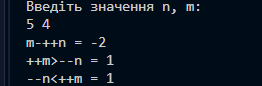 Введіть значення n, m:
5 4
m-++n = -2
++m>--n = 1
--n<++m = 1